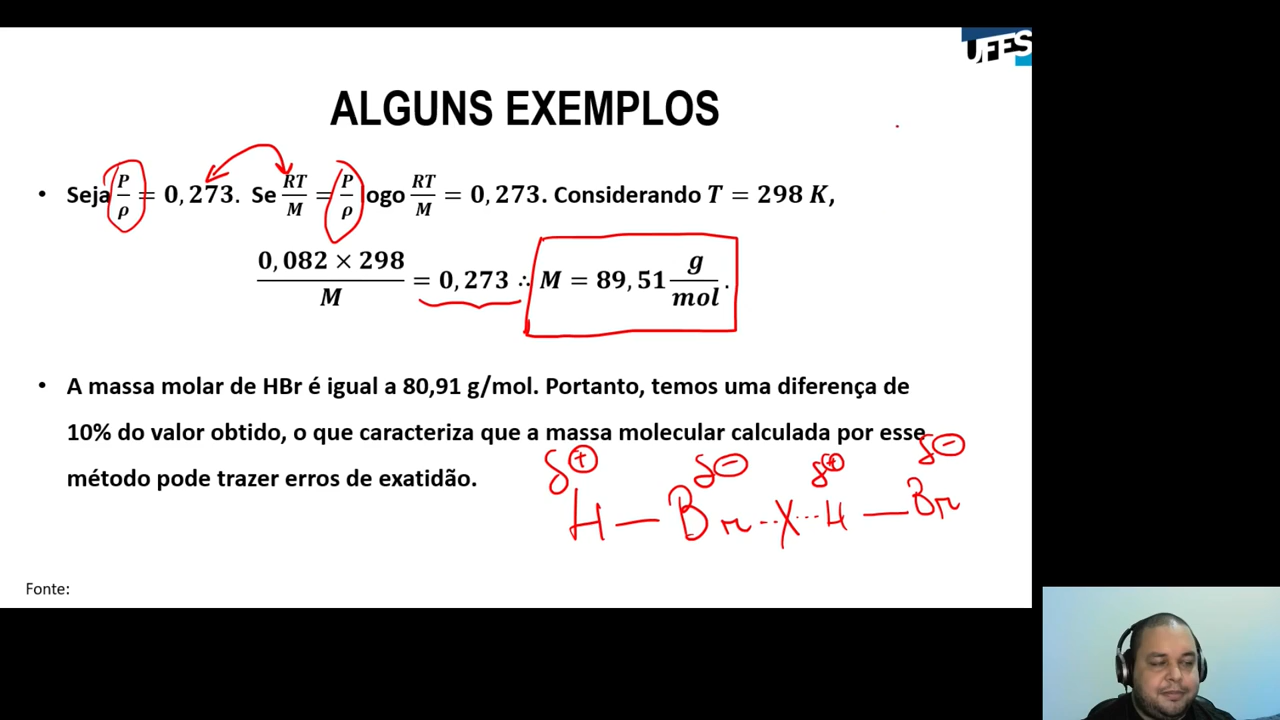 UFES
ALGUNS EXEMPLOS
• Seja P/ρ = 0,273. Se RT/M = P/ρ logo RT/M = 0,273. Considerando T = 298 K,
0,082 × 298/M = 0,273 ∴ M = 89,51 g/mol.
• A massa molar de HBr é igual a 80,91 g/mol. Portanto, temos uma diferença de
10% do valor obtido, o que caracteriza que a massa molecular calculada por esse
método pode trazer erros de exatidão.
δ+ δ− δ+ δ−
H — Br ··X·· H — Br
Fonte: